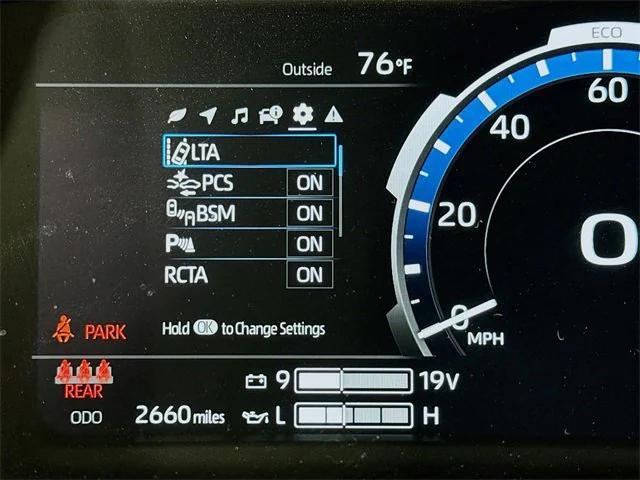 Outside 76°F
ECO
60
40
20
0
MPH
0
LTA
PCS ON
BSM ON
P ON
RCTA ON
Hold OK to Change Settings
PARK
REAR
9 19V
ODO 2660 miles
L H